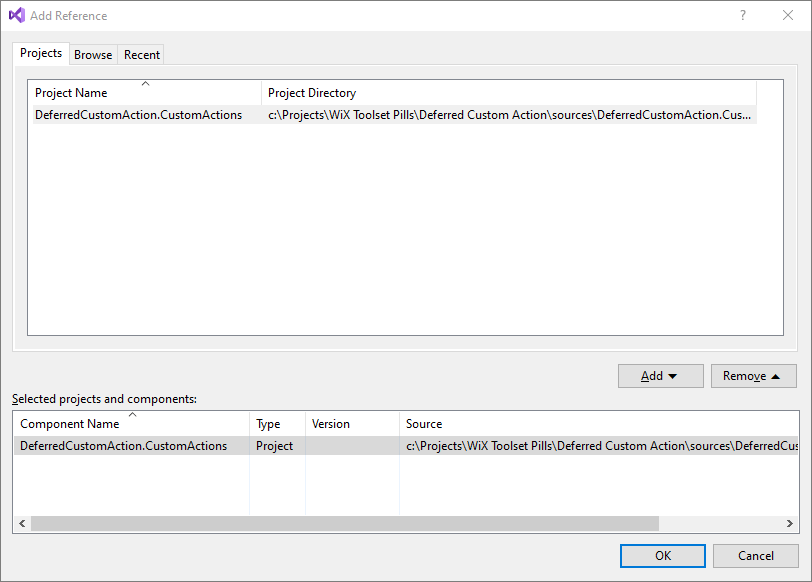 Add Reference ?
Projects Browse Recent
Project Name Project Directory
DeferredCustomAction.CustomActions c:\Projects\WiX Toolset Pills\Deferred Custom Action\sources\DeferredCustomAction.Cus...
Add Remove
Selected projects and components:
Component Name Type Version Source
DeferredCustomAction.CustomActions Project c:\Projects\WiX Toolset Pills\Deferred Custom Action\sources\DeferredCus
OK Cancel